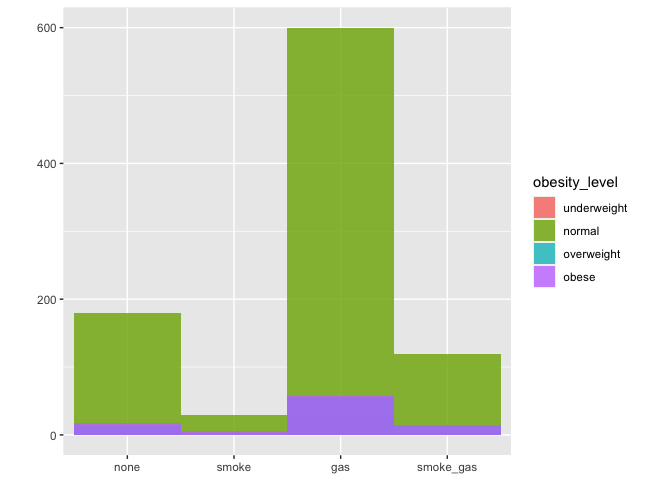 600
400
200
0
none smoke gas smoke_gas
obesity_level
underweight
normal
overweight
obese